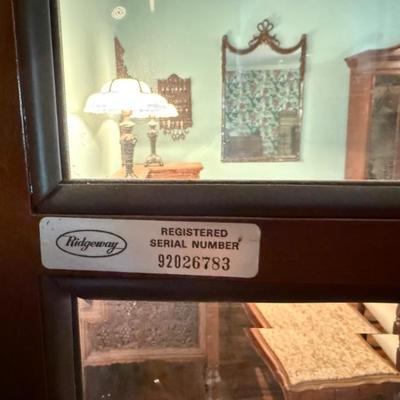 Ridgeway
REGISTERED
SERIAL NUMBER
92026783